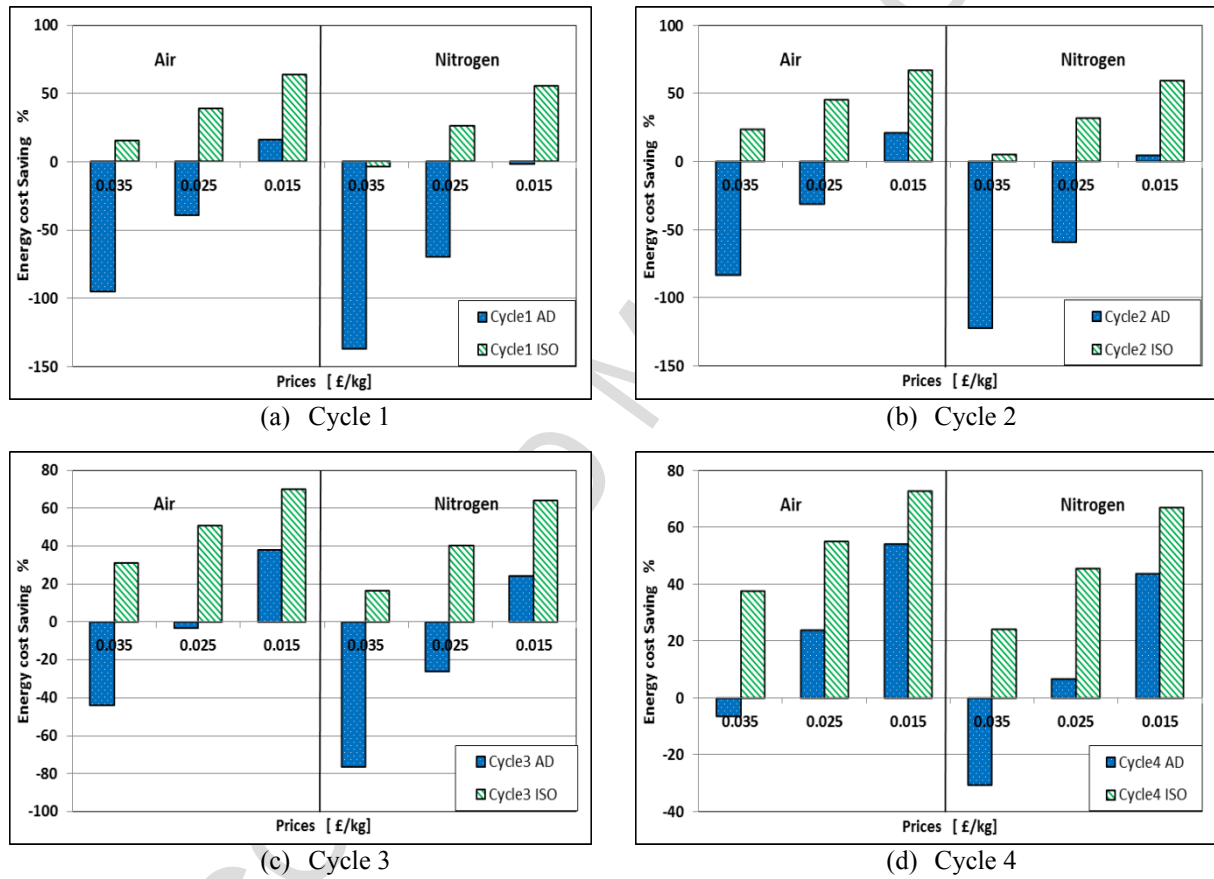 100
50
0
-50
-100
-150
Energy cost Saving %
Air
Nitrogen
0.035
0.025
0.015
0.035
0.025
0.015
Cycle1 AD
Cycle1 ISO
Prices [ £/kg]
(a) Cycle 1
100
50
0
-50
-100
-150
Energy cost Saving %
Air
Nitrogen
0.035
0.025
0.015
0.035
0.025
0.015
Cycle2 AD
Cycle2 ISO
Prices [ £/kg]
(b) Cycle 2
80
60
40
20
0
-20
-40
-60
-80
-100
Energy cost Saving %
Air
Nitrogen
0.035
0.025
0.015
0.035
0.025
0.015
Cycle3 AD
Cycle3 ISO
Prices [ £/kg]
(c) Cycle 3
80
60
40
20
0
-20
-40
Energy cost Saving %
Air
Nitrogen
0.035
0.025
0.015
0.035
0.025
0.015
Cycle4 AD
Cycle4 ISO
Prices [ £/kg]
(d) Cycle 4